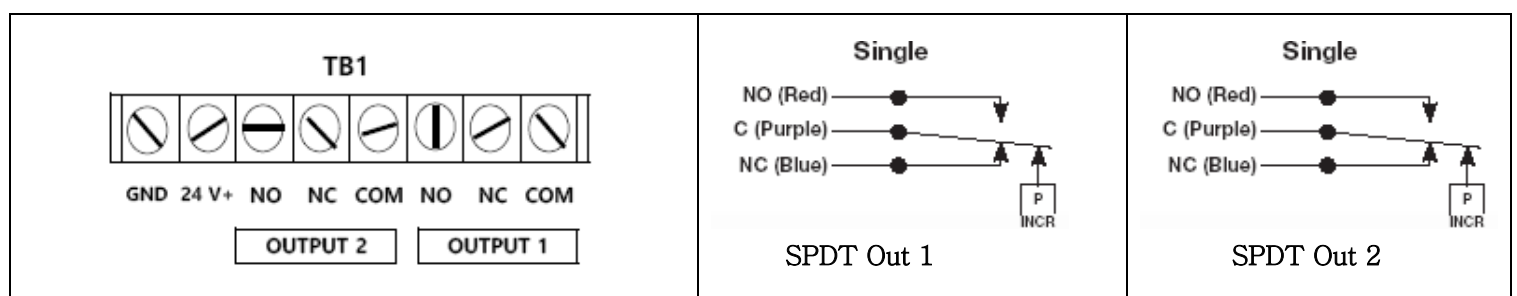 TB1
GND 24 V+ NO NC COM NO NC COM
OUTPUT 2 OUTPUT 1
Single
NO (Red)
C (Purple)
NC (Blue)
P
INCR
SPDT Out 1
Single
NO (Red)
C (Purple)
NC (Blue)
P
INCR
SPDT Out 2